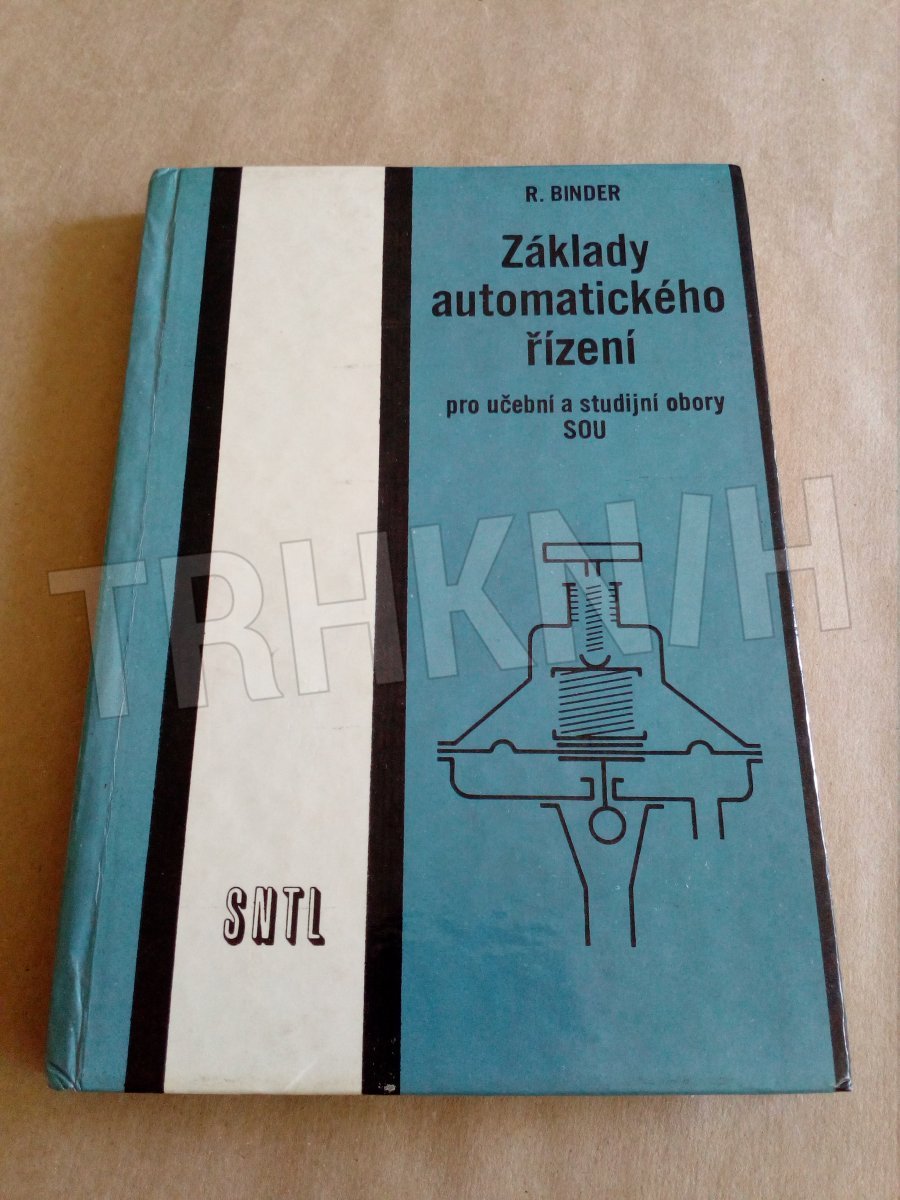 R. BINDER
Základy
automatického
řízení
pro učební a studijní obory
SOU
TRHKNIH
SNTL